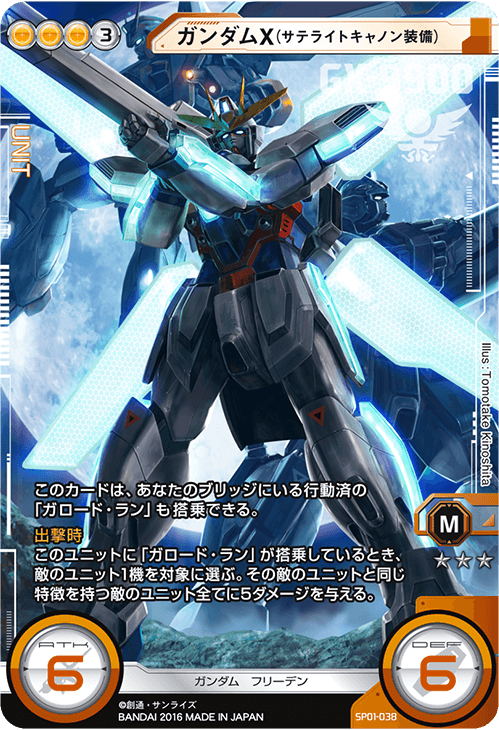 3
ガンダムX(サテライトキャノン装備)
UNIT
Illus : Tomotake Kinoshita
このカードは、あなたのブリッジにいる行動済の
「ガロード・ラン」も搭乗できる。
出撃時
このユニットに「ガロード・ラン」が搭乗しているとき、
敵のユニット1機を対象に選ぶ。その敵のユニットと同じ
特徴を持つ敵のユニット全てに5ダメージを与える。
M
ATK
6
DEF
6
ガンダム フリーデン
©創通・サンライズ
BANDAI 2016 MADE IN JAPAN
SP01-038